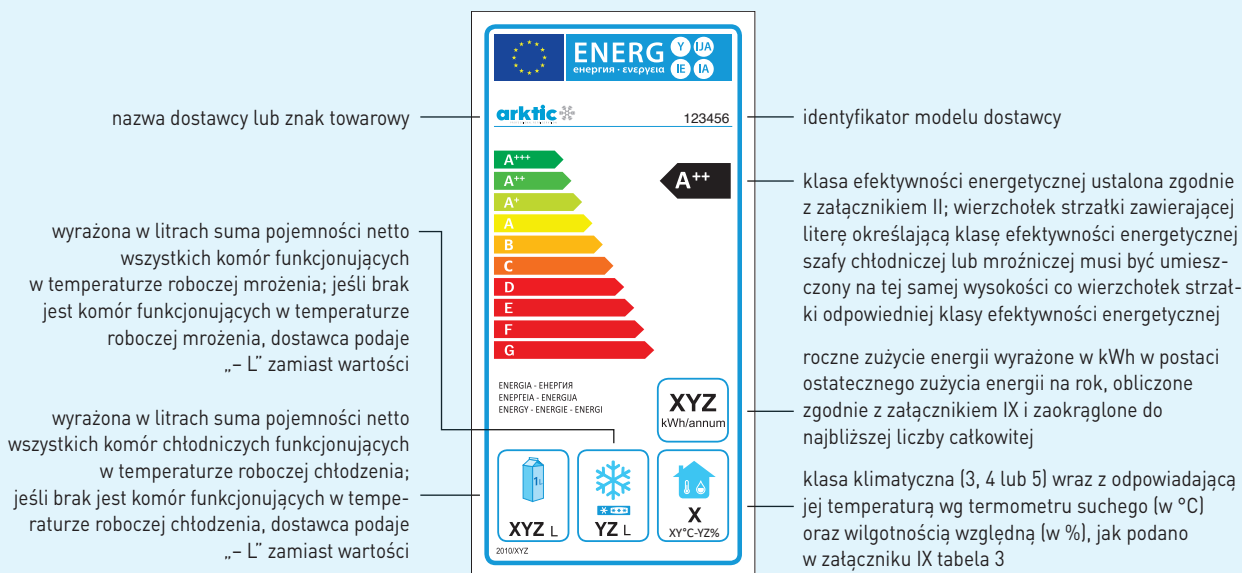 ENERG Y IJA
енергия · ενεργεια IE IA
nazwa dostawcy lub znak towarowy
arktic
123456
identyfikator modelu dostawcy
A+++
A++
A+
A
B
C
D
E
F
G
A++
klasa efektywności energetycznej ustalona zgodnie
z załącznikiem II; wierzchołek strzałki zawierającej
literę określającą klasę efektywności energetycznej
szafy chłodniczej lub mroźniczej musi być umiesz-
czony na tej samej wysokości co wierzchołek strzał-
ki odpowiedniej klasy efektywności energetycznej
wyrażona w litrach suma pojemności netto
wszystkich komór funkcjonujących
w temperaturze roboczej mrożenia; jeśli brak
jest komór funkcjonujących w temperaturze
roboczej mrożenia, dostawca podaje
„– L” zamiast wartości
ENERGIA - ЕНЕРГИЯ
ΕΝΕΡΓΕΙΑ - ENERGIJA
ENERGY - ENERGIE - ENERGI
XYZ
kWh/annum
roczne zużycie energii wyrażone w kWh w postaci
ostatecznego zużycia energii na rok, obliczone
zgodnie z załącznikiem IX i zaokrąglone do
najbliższej liczby całkowitej
wyrażona w litrach suma pojemności netto
wszystkich komór chłodniczych funkcjonujących
w temperaturze roboczej chłodzenia;
jeśli brak jest komór funkcjonujących w tempe-
raturze roboczej chłodzenia, dostawca podaje
„– L” zamiast wartości
1L
XYZ L
YZ L
X
XY°C-YZ%
2010/XYZ
klasa klimatyczna (3, 4 lub 5) wraz z odpowiadającą
jej temperaturą wg termometru suchego (w °C)
oraz wilgotnością względną (w %), jak podano
w załączniku IX tabela 3